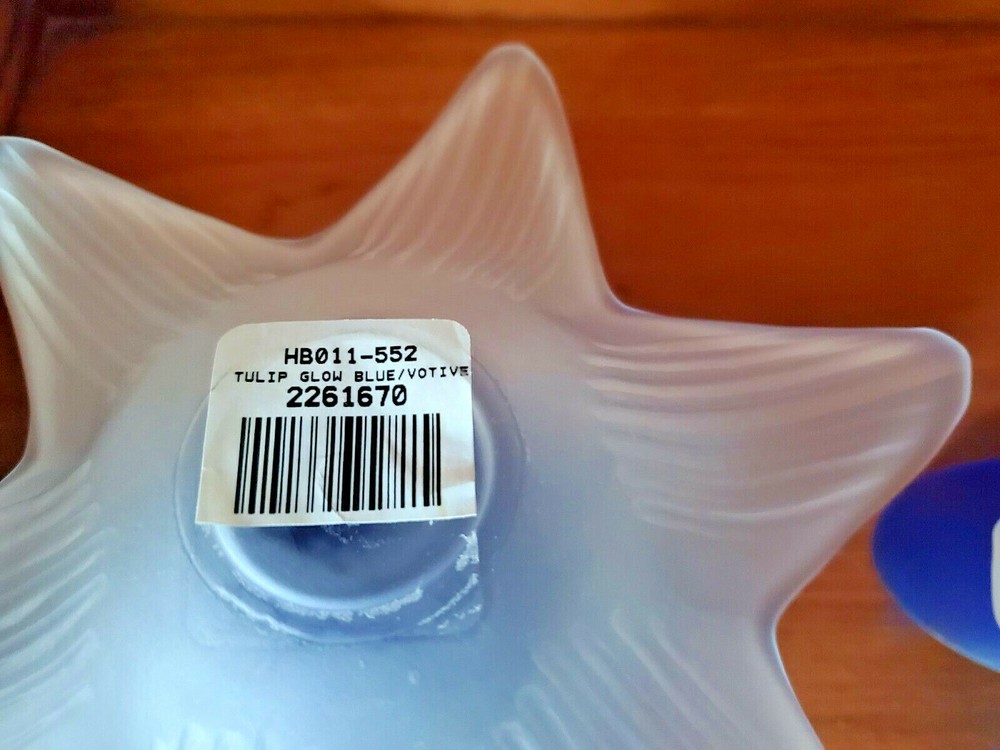 HB011-552
TULIP GLOW BLUE/VOTIVE
2261670